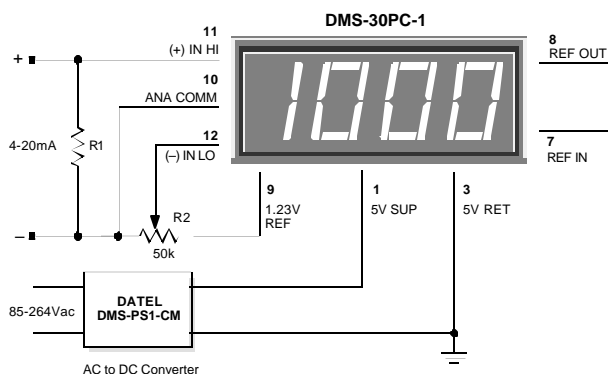 DMS-30PC-1
11
(+) IN HI
8
REF OUT
+
10
ANA COMM
1000
4-20mA
R1
12
(–) IN LO
7
REF IN
9
1.23V
REF
1
5V SUP
3
5V RET
R2
–
50k
85-264Vac
DATEL
DMS-PS1-CM
AC to DC Converter